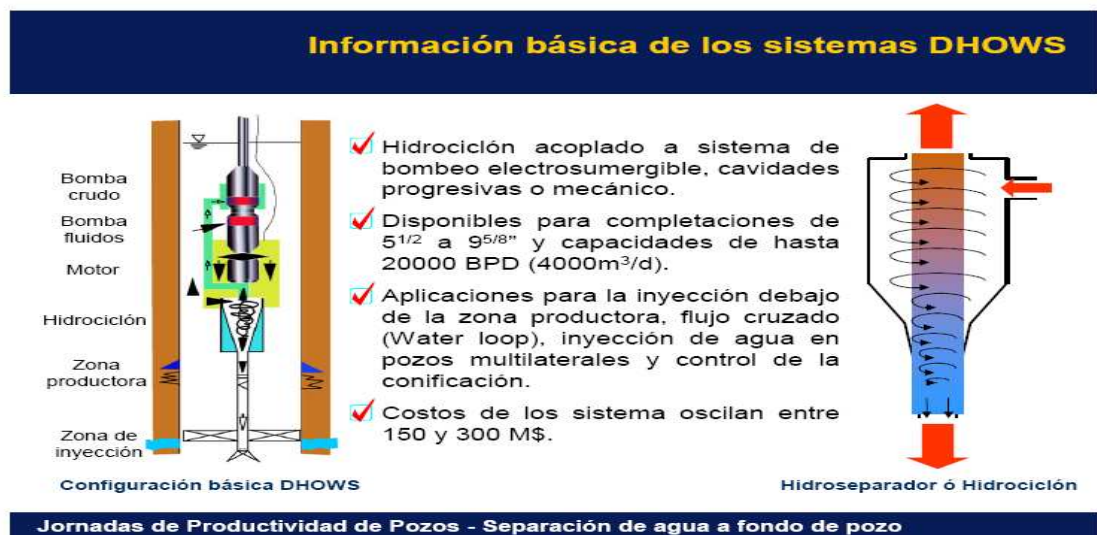 Información básica de los sistemas DHOWS
Bomba
crudo
Bomba
fluidos
Motor
Hidrociclón
Zona
productora
Zona de
inyección
Configuración básica DHOWS
Hidrociclón acoplado a sistema de
bombeo electrosumergible, cavidades
progresivas o mecánico.
Disponibles para completaciones de
5 1/2 a 9 5/8” y capacidades de hasta
20000 BPD (4000m³/d).
Aplicaciones para la inyección debajo
de la zona productora, flujo cruzado
(Water loop), inyección de agua en
pozos multilaterales y control de la
conificación.
Costos de los sistema oscilan entre
150 y 300 M$.
Hidroseparador ó Hidrociclón
Jornadas de Productividad de Pozos - Separación de agua a fondo de pozo